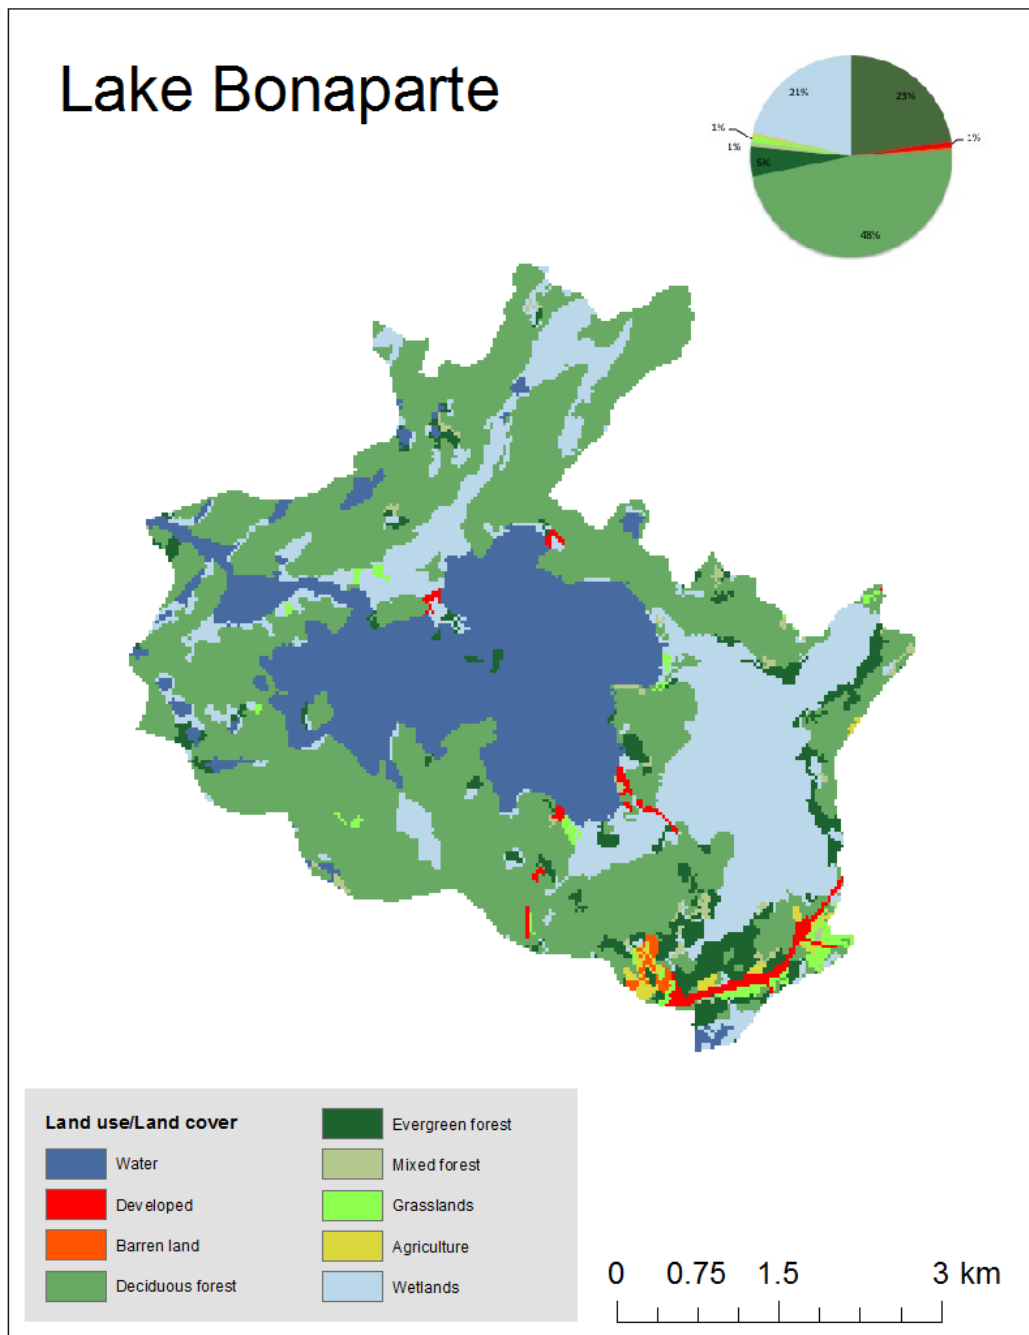 Lake Bonaparte
21%
23%
1%
1%
1%
5%
48%
Land use/Land cover
Water
Developed
Barren land
Deciduous forest
Evergreen forest
Mixed forest
Grasslands
Agriculture
Wetlands
0 0.75 1.5 3 km